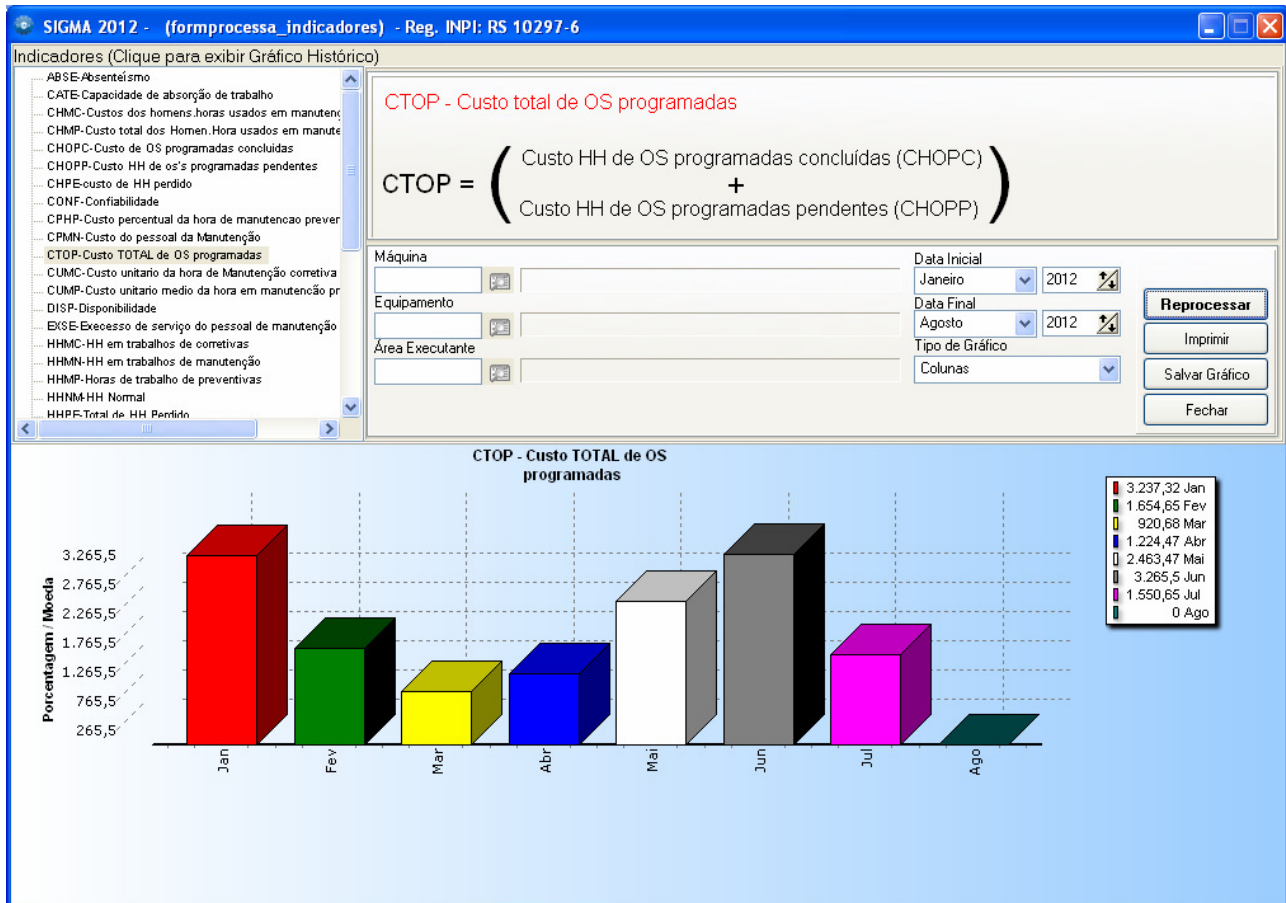 SIGMA 2012 - (formprocessa_indicadores) - Reg. INPI: RS 10297-6
Indicadores (Clique para exibir Gráfico Histórico)
ABSE-Absenteísmo
CATE-Capacidade de absorção de trabalho
CHMC-Custos dos homens.horas usados em manutenç
CHMP-Custo total dos Homen.Hora usados em manute
CHOPC-Custo de OS programadas concluidas
CHOPP-Custo HH de os's programadas pendentes
CHPE-custo de HH perdido
CONF-Confiabilidade
CPHP-Custo percentual da hora de manutencao prever
CPMN-Custo do pessoal da Manutenção
CTOP-Custo TOTAL de OS programadas
CUMC-Custo unitario da hora de Manutenção corretiva
CUMP-Custo unitario medio da hora em manutencão pr
DISP-Disponibilidade
EXSE-Execesso de serviço do pessoal de manutenção
HHMC-HH em trabalhos de corretivas
HHMN-HH em trabalhos de manutenção
HHMP-Horas de trabalho de preventivas
HHNM-HH Normal
HHPE-Total de HH Perdido
CTOP - Custo total de OS programadas
CTOP = ( Custo HH de OS programadas concluídas (CHOPC)
+
Custo HH de OS programadas pendentes (CHOPP) )
Máquina
Equipamento
Área Executante
Data Inicial
Janeiro 2012
Data Final
Agosto 2012
Tipo de Gráfico
Colunas
Reprocessar
Imprimir
Salvar Gráfico
Fechar
CTOP - Custo TOTAL de OS
programadas
Porcentagem / Moeda
3.265,5
2.765,5
2.265,5
1.765,5
1.265,5
765,5
265,5
Jan
Fev
Mar
Abr
Mai
Jun
Jul
Ago
3.237,32 Jan
1.654,65 Fev
920,68 Mar
1.224,47 Abr
2.463,47 Mai
3.265,5 Jun
1.550,65 Jul
0 Ago